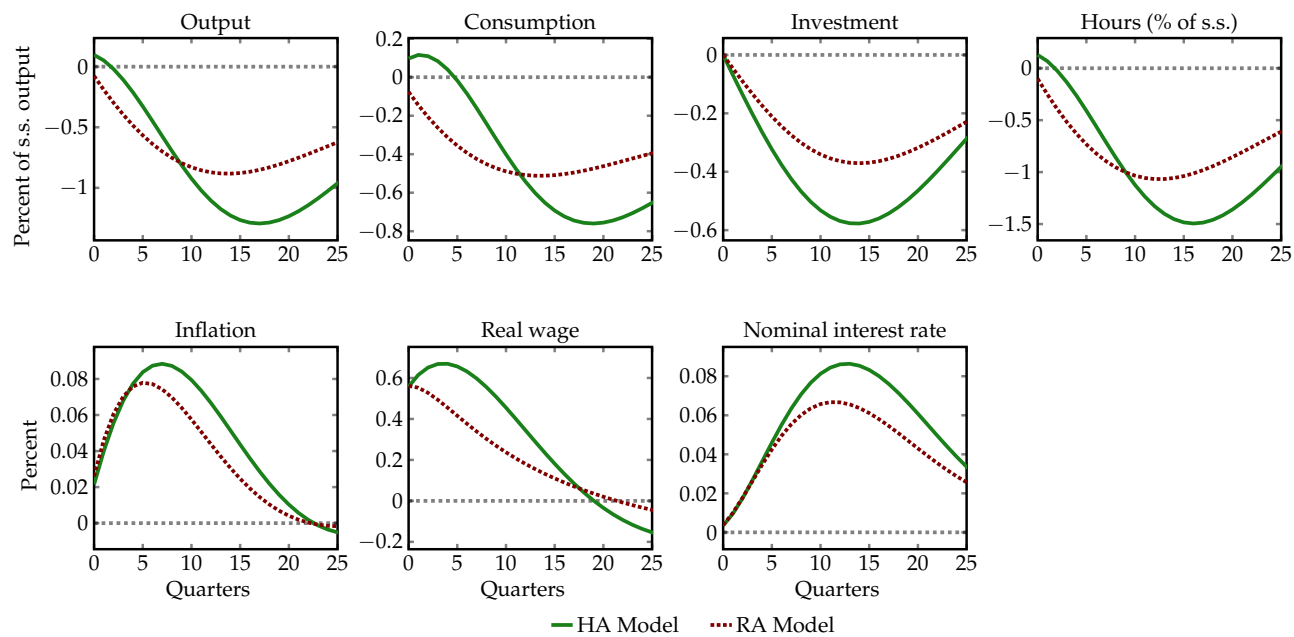 Output
Consumption
Investment
Hours (% of s.s.)
Percent of s.s. output
0
−0.5
−1
0 5 10 15 20 25
0.2
0
−0.2
−0.4
−0.6
−0.8
0 5 10 15 20 25
0
−0.2
−0.4
−0.6
0 5 10 15 20 25
0
−0.5
−1
−1.5
0 5 10 15 20 25
Inflation
Real wage
Nominal interest rate
Percent
0.08
0.06
0.04
0.02
0
0 5 10 15 20 25
Quarters
0.6
0.4
0.2
0
−0.2
0 5 10 15 20 25
Quarters
0.08
0.06
0.04
0.02
0
0 5 10 15 20 25
Quarters
HA Model RA Model